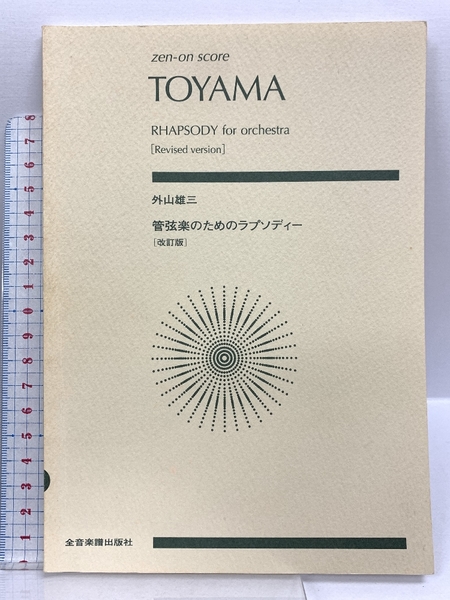 zen-on score
TOYAMA
RHAPSODY for orchestra
[Revised version]
外山雄三
管弦楽のためのラプソディー
[改訂版]
全音楽譜出版社